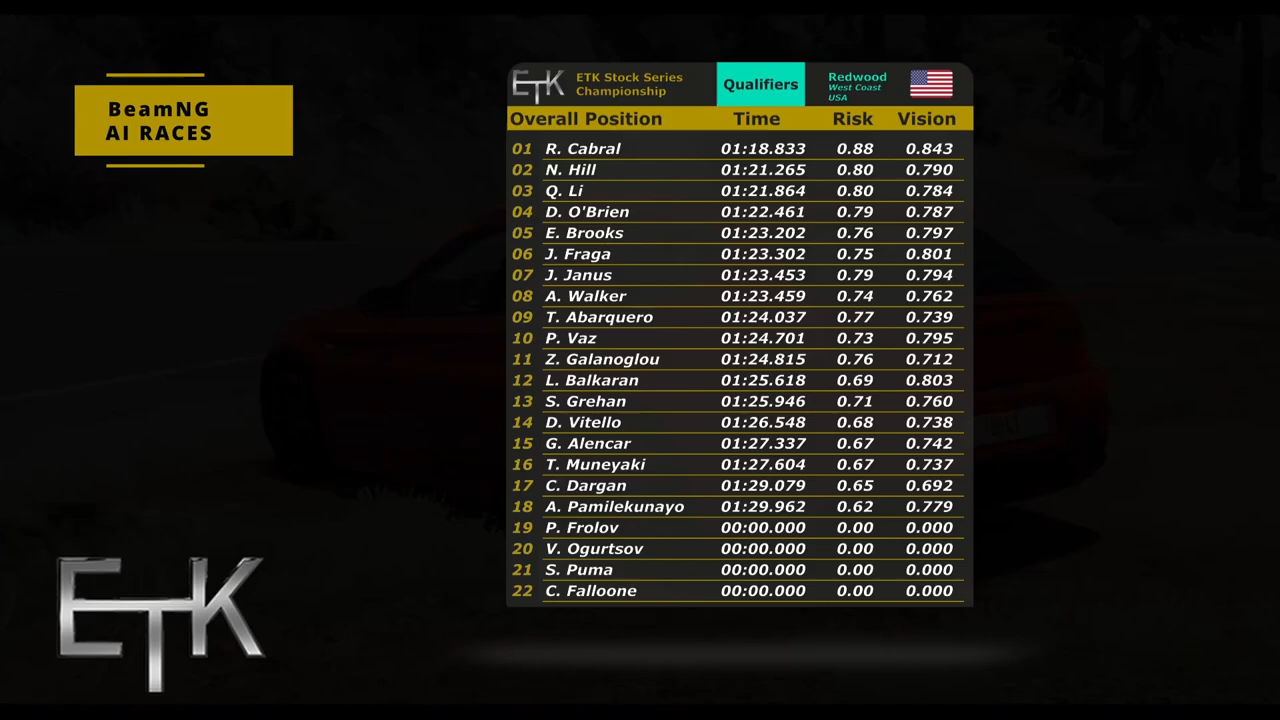 BeamNG
AI RACES
ETK
ETK Stock Series
Championship
Qualifiers
Redwood
West Coast
USA
Overall Position Time Risk Vision
01 R. Cabral 01:18.833 0.88 0.843
02 N. Hill 01:21.265 0.80 0.790
03 Q. Li 01:21.864 0.80 0.784
04 D. O'Brien 01:22.461 0.79 0.787
05 E. Brooks 01:23.202 0.76 0.797
06 J. Fraga 01:23.302 0.75 0.801
07 J. Janus 01:23.453 0.79 0.794
08 A. Walker 01:23.459 0.74 0.762
09 T. Abarquero 01:24.037 0.77 0.739
10 P. Vaz 01:24.701 0.73 0.795
11 Z. Galanoglou 01:24.815 0.76 0.712
12 L. Balkaran 01:25.618 0.69 0.803
13 S. Grehan 01:25.946 0.71 0.760
14 D. Vitello 01:26.548 0.68 0.738
15 G. Alencar 01:27.337 0.67 0.742
16 T. Muneyaki 01:27.604 0.67 0.737
17 C. Dargan 01:29.079 0.65 0.692
18 A. Pamilekunayo 01:29.962 0.62 0.779
19 P. Frolov 00:00.000 0.00 0.000
20 V. Ogurtsov 00:00.000 0.00 0.000
21 S. Puma 00:00.000 0.00 0.000
22 C. Falloone 00:00.000 0.00 0.000
ETK